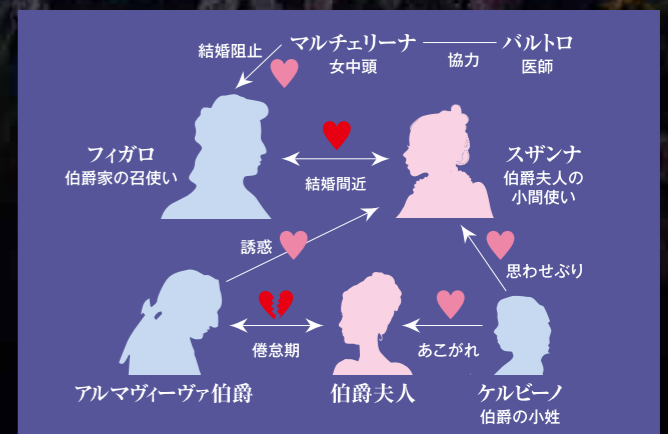 結婚阻止
マルチェリーナ
女中頭
協力
バルトロ
医師
フィガロ
伯爵家の召使い
結婚間近
スザンナ
伯爵夫人の
小間使い
誘惑
思わせぶり
倦怠期
あこがれ
アルマヴィーヴァ伯爵
伯爵夫人
ケルビーノ
伯爵の小姓